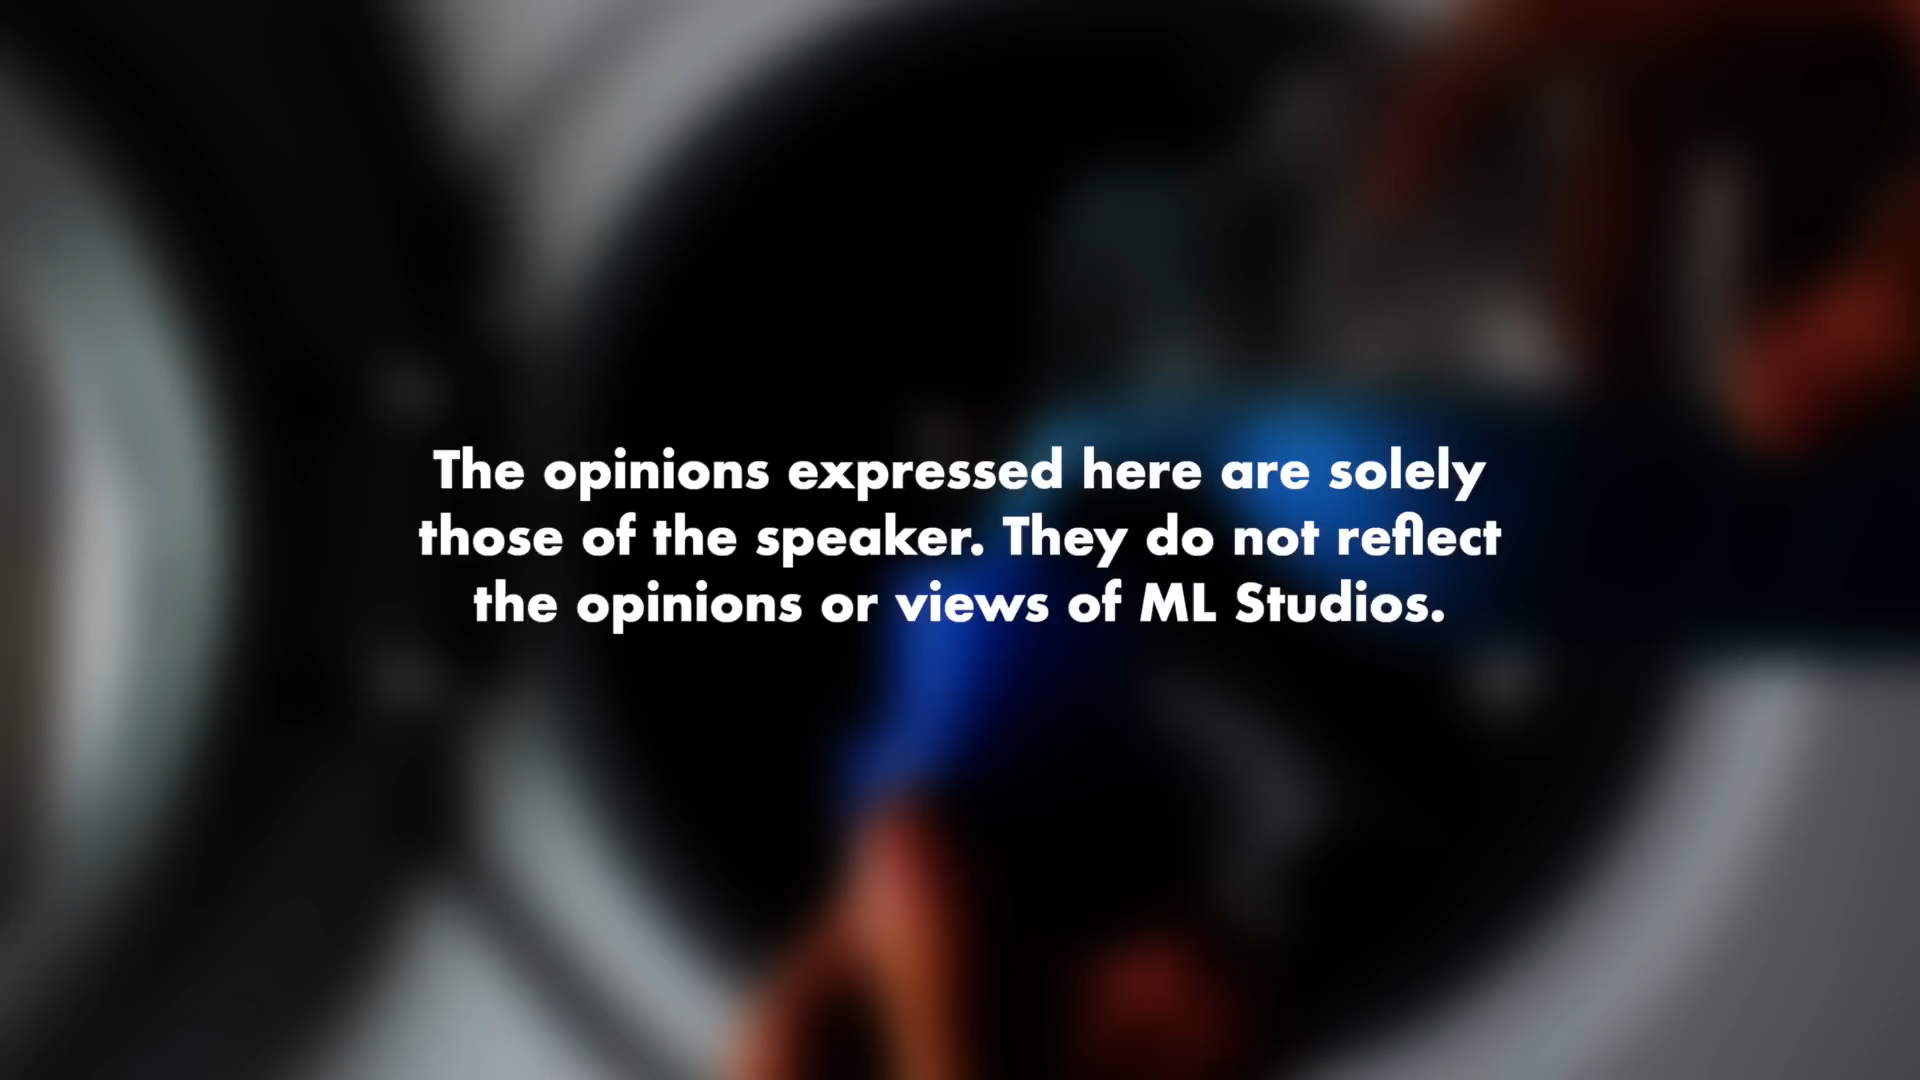 The opinions expressed here are solely
those of the speaker. They do not reflect
the opinions or views of ML Studios.